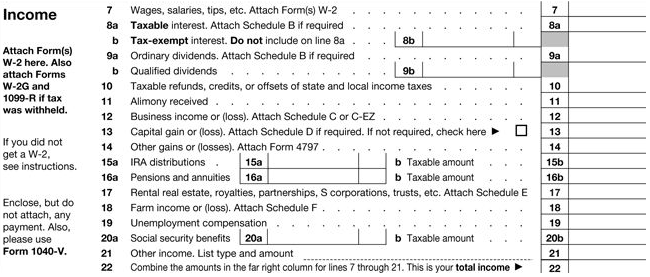 Income
Attach Form(s)
W-2 here. Also
attach Forms
W-2G and
1099-R if tax
was withheld.
If you did not
get a W-2,
see instructions.
Enclose, but do
not attach, any
payment. Also,
please use
Form 1040-V.
7 Wages, salaries, tips, etc. Attach Form(s) W-2 7
8a Taxable interest. Attach Schedule B if required 8a
b Tax-exempt interest. Do not include on line 8a 8b
9a Ordinary dividends. Attach Schedule B if required 9a
b Qualified dividends 9b
10 Taxable refunds, credits, or offsets of state and local income taxes 10
11 Alimony received 11
12 Business income or (loss). Attach Schedule C or C-EZ 12
13 Capital gain or (loss). Attach Schedule D if required. If not required, check here ▶ 13
14 Other gains or (losses). Attach Form 4797 14
15a IRA distributions 15a b Taxable amount 15b
16a Pensions and annuities 16a b Taxable amount 16b
17 Rental real estate, royalties, partnerships, S corporations, trusts, etc. Attach Schedule E 17
18 Farm income or (loss). Attach Schedule F 18
19 Unemployment compensation 19
20a Social security benefits 20a b Taxable amount 20b
21 Other income. List type and amount 21
22 Combine the amounts in the far right column for lines 7 through 21. This is your total income ▶ 22